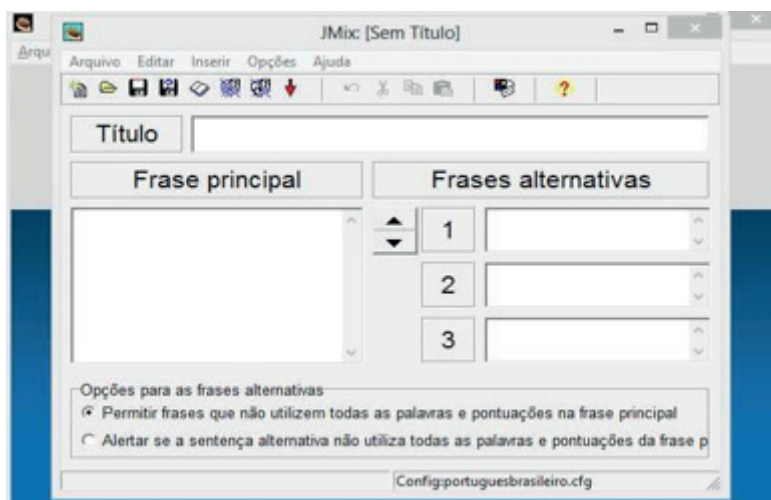 JMix: [Sem Título]
Arqu
Arquivo Editar Inserir Opções Ajuda
Título
Frase principal Frases alternativas
1
2
3
Opções para as frases alternativas
Permitir frases que não utilizem todas as palavras e pontuações na frase principal
Alertar se a sentença alternativa não utiliza todas as palavras e pontuações da frase p
Config:portuguesbrasileiro.cfg